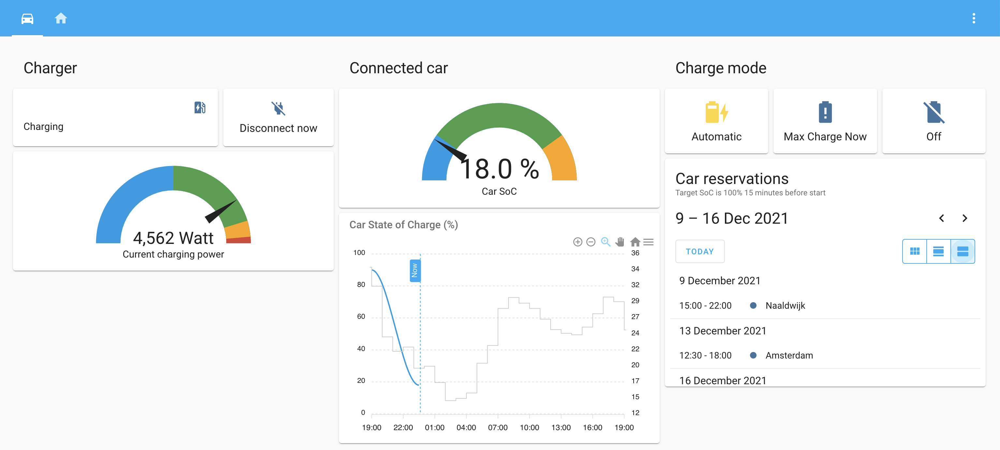 Charger
Charging
Disconnect now
4,562 Watt
Current charging power
Connected car
18.0 %
Car SoC
Car State of Charge (%)
Now
100
80
60
40
20
0
36
34
32
29
27
24
22
20
17
15
12
19:00 22:00 01:00 04:00 07:00 10:00 13:00 16:00 19:00
Charge mode
Automatic
Max Charge Now
Off
Car reservations
Target SoC is 100% 15 minutes before start
9 – 16 Dec 2021
TODAY
9 December 2021
15:00 - 22:00 Naaldwijk
13 December 2021
12:30 - 18:00 Amsterdam
16 December 2021